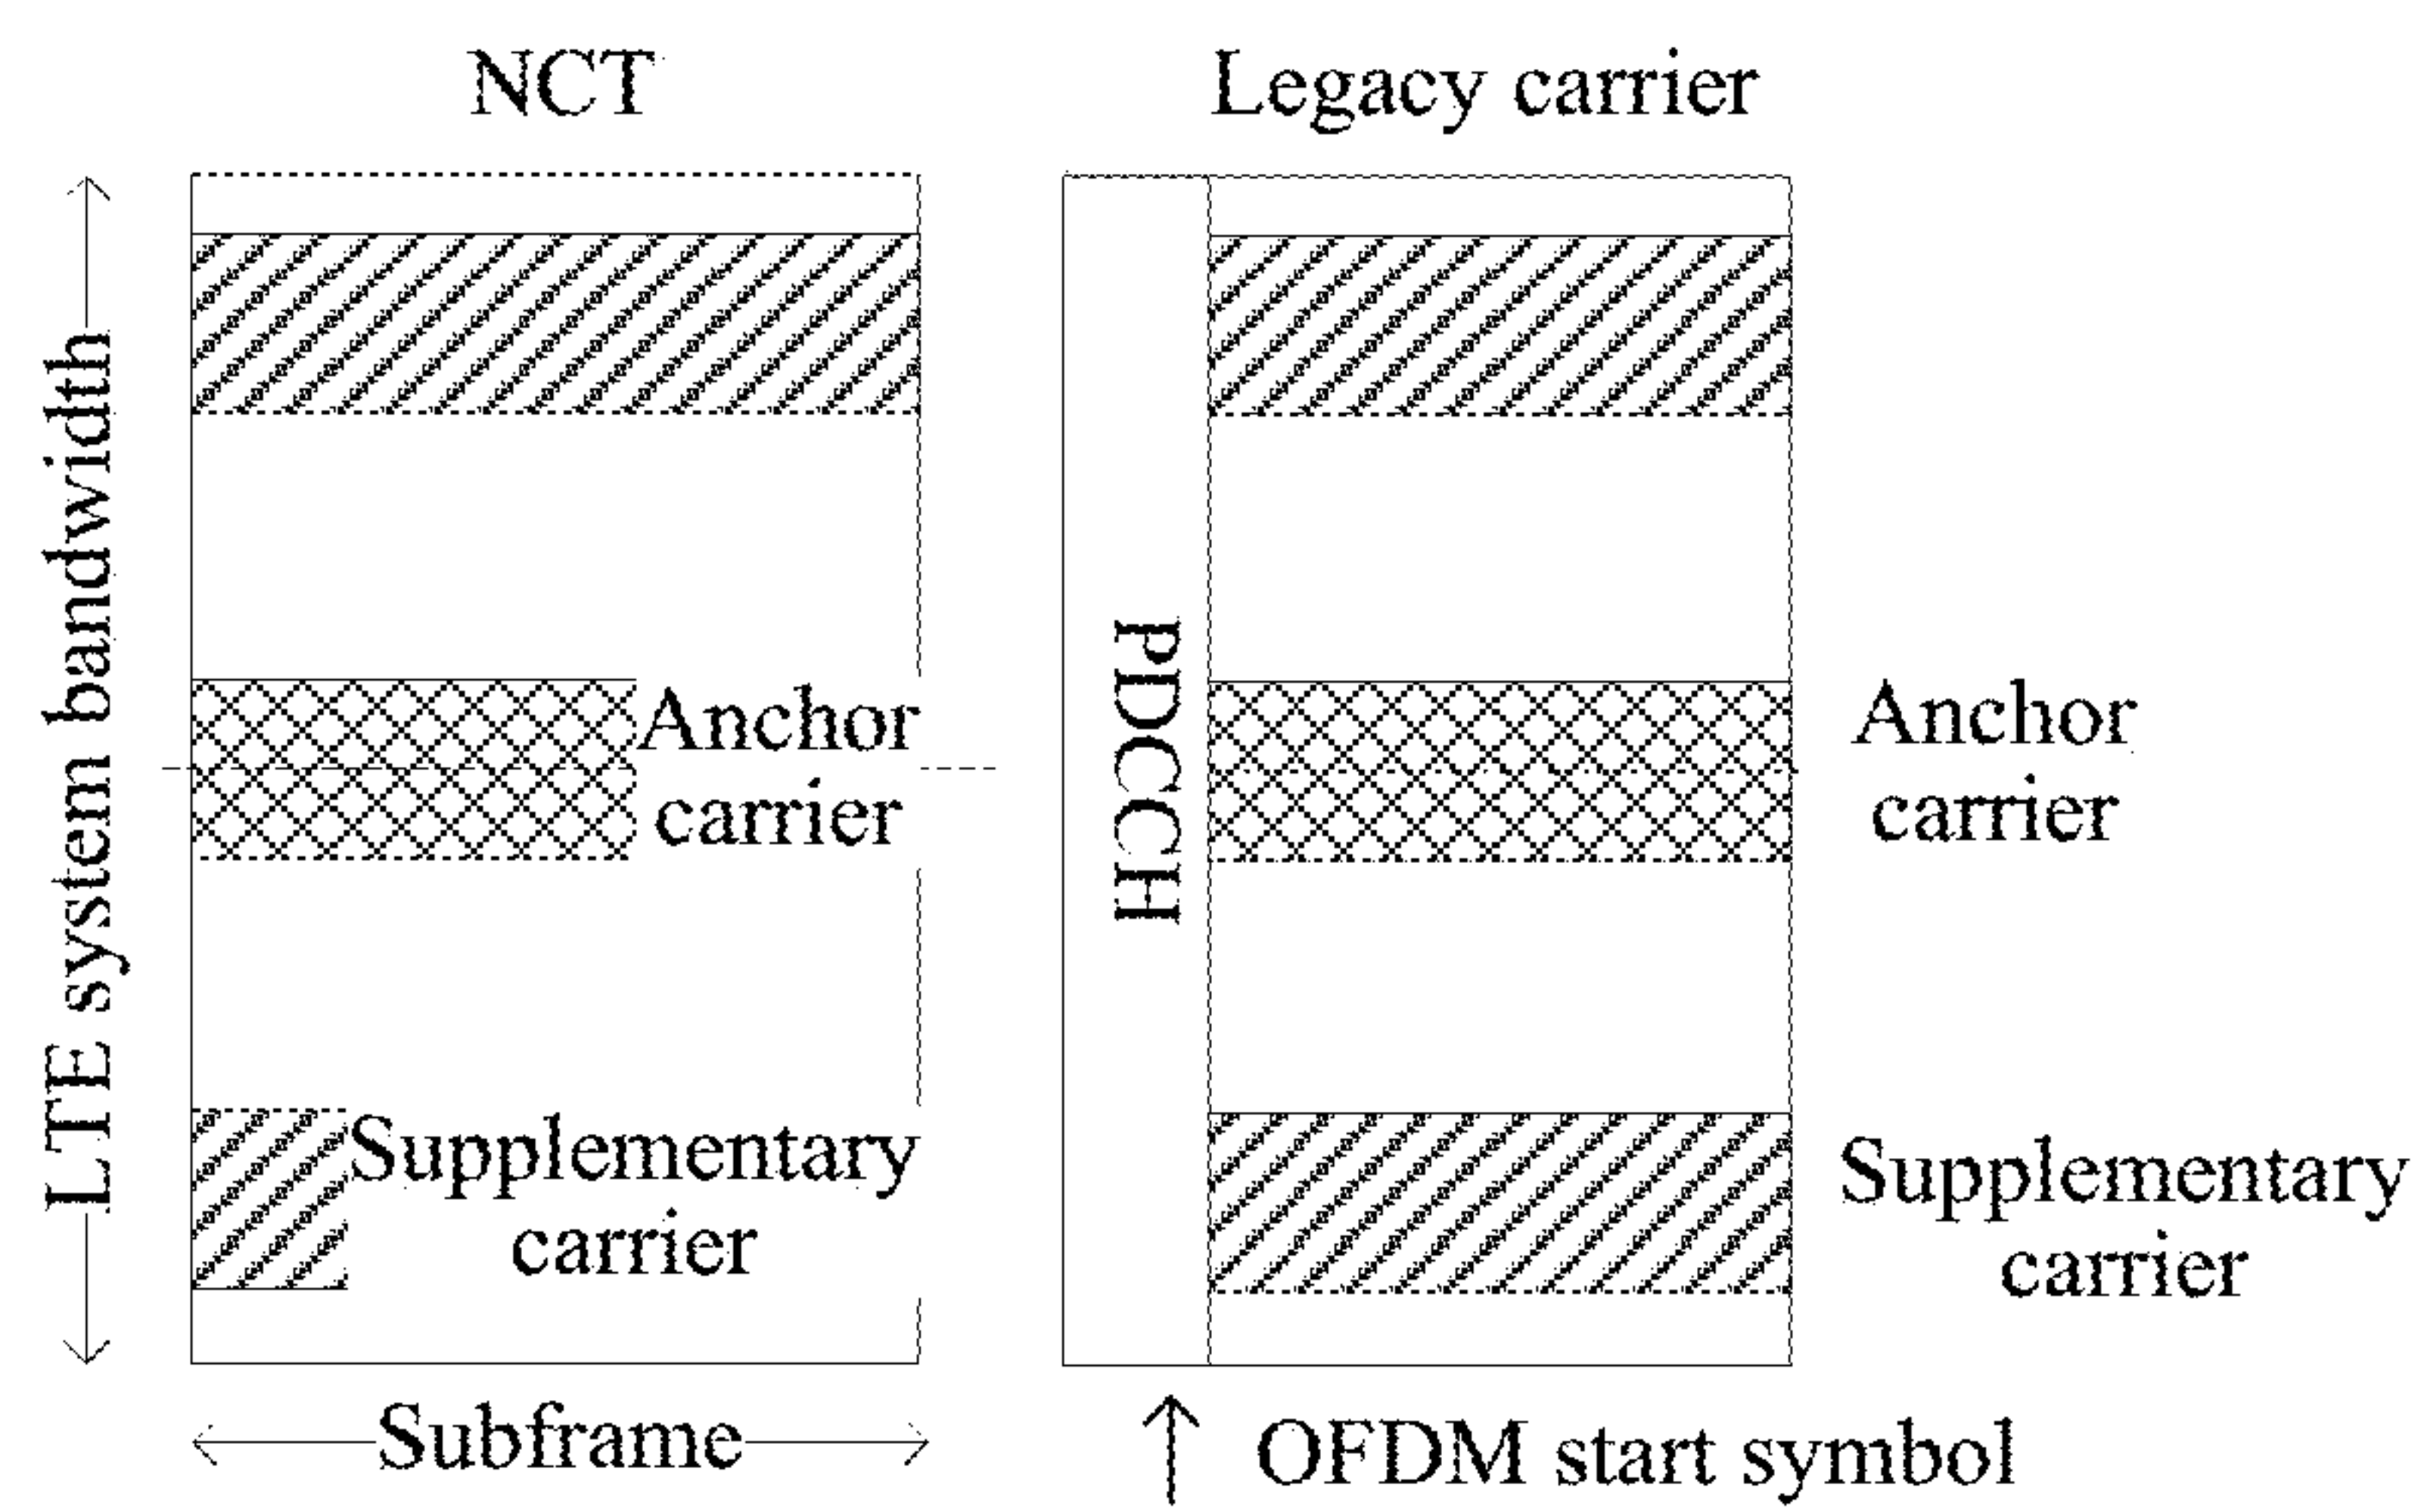 NCT
Legacy carrier
LTE system bandwidth
Anchor
carrier
PDCCH
Anchor
carrier
Supplementary
carrier
Supplementary
carrier
Subframe
OFDM start symbol